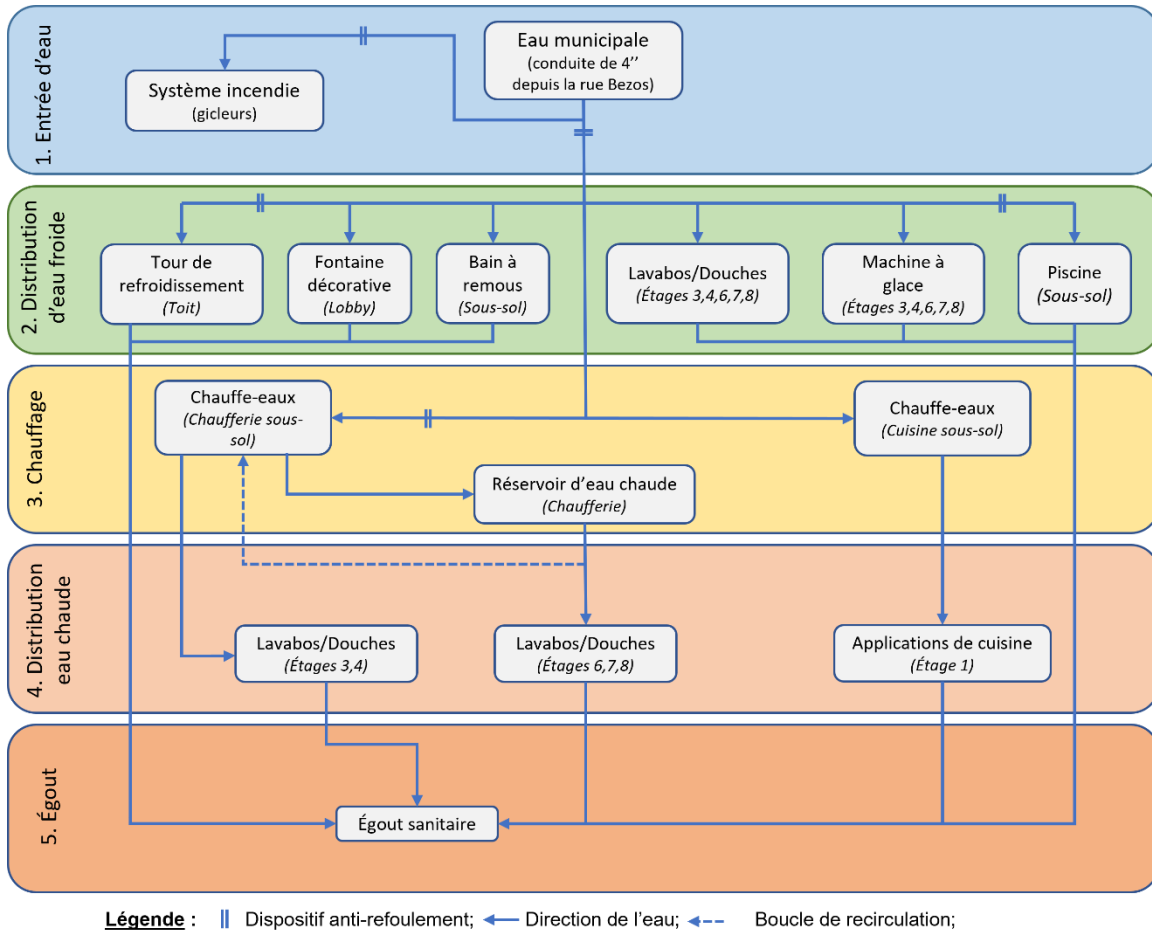 1. Entrée d'eau
Eau municipale
(conduite de 4’’
depuis la rue Bezos)
Système incendie
(gicleurs)
2. Distribution
d'eau froide
Tour de
refroidissement
(Toit)
Fontaine
décorative
(Lobby)
Bain à
remous
(Sous-sol)
Lavabos/Douches
(Étages 3,4,6,7,8)
Machine à
glace
(Étages 3,4,6,7,8)
Piscine
(Sous-sol)
3. Chauffage
Chauffe-eaux
(Chaufferie sous-
sol)
Chauffe-eaux
(Cuisine sous-sol)
Réservoir d'eau chaude
(Chaufferie)
4. Distribution
eau chaude
Lavabos/Douches
(Étages 3,4)
Lavabos/Douches
(Étages 6,7,8)
Applications de cuisine
(Étage 1)
5. Égout
Égout sanitaire
Légende : Dispositif anti-refoulement; Direction de l'eau; Boucle de recirculation;